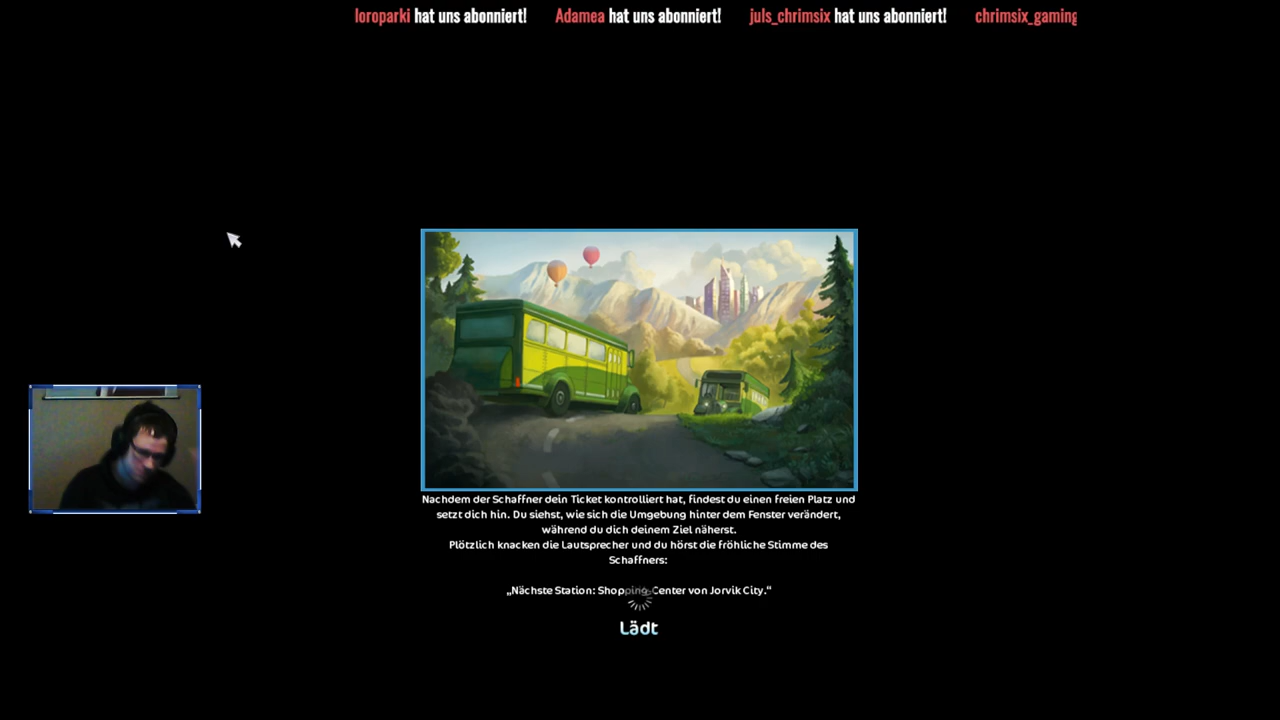 loroparki hat uns abonniert! Adamea hat uns abonniert! juls_chrimsix hat uns abonniert! chrimsix_gaming
Nachdem der Schaffner dein Ticket kontrolliert hat, findest du einen freien Platz und
setzt dich hin. Du siehst, wie sich die Umgebung hinter dem Fenster verändert,
während du dich deinem Ziel näherst.
Plötzlich knacken die Lautsprecher und du hörst die fröhliche Stimme des
Schaffners:
„Nächste Station: Shopping Center von Jorvik City.“
Lädt